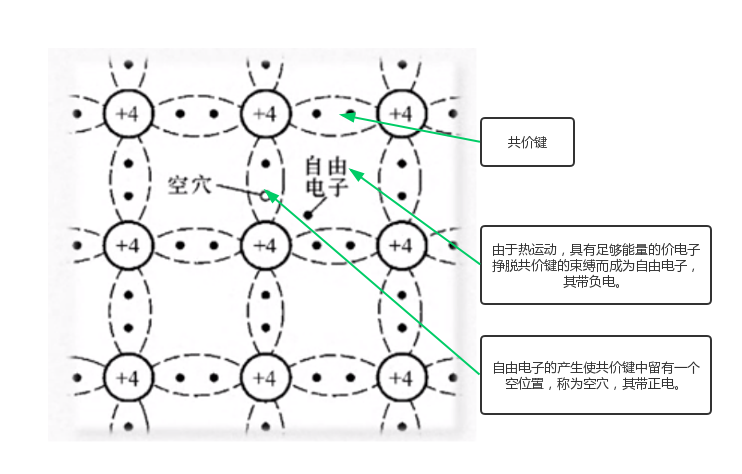 +4 +4 +4
共价键
自由
电子
空穴
+4 +4 +4
由于热运动，具有足够能量的价电子
挣脱共价键的束缚而成为自由电子，
其带负电。
自由电子的产生使共价键中留有一个
空位置，称为空穴，其带正电。
+4 +4 +4